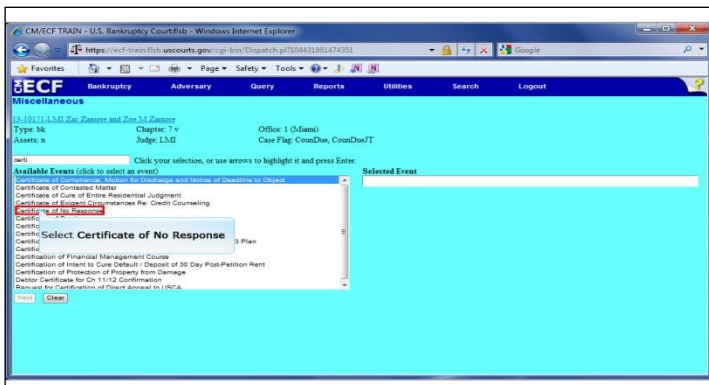 CM/ECF TRAIN - U.S. Bankruptcy Court:flsb - Windows Internet Explorer
https://ecf-train.flsb.uscourts.gov/cgi-bin/Dispatch.pl?104431881474351
Google
Favorites Page Safety Tools
ECF Bankruptcy Adversary Query Reports Utilities Search Logout ?
Miscellaneous
13-10171-LMI Zac Zamore and Zoe M Zamore
Type: bk Chapter: 7 v Office: 1 (Miami)
Assets: n Judge: LMI Case Flag: CounDue, CounDueJT
certi Click your selection, or use arrows to highlight it and press Enter.
Available Events (click to select an event) Selected Event
Certificate of Compliance, Motion for Discharge and Notice of Deadline to Object
Certificate of Contested Matter
Certificate of Cure of Entire Residential Judgment
Certificate of Exigent Circumstances Re: Credit Counseling
Certificate of No Response
Select Certificate of No Response
3 Plan
Certification of Financial Management Course
Certification of Intent to Cure Default / Deposit of 30 Day Post-Petition Rent
Certification of Protection of Property from Damage
Debtor Certificate for Ch 11/12 Confirmation
Request for Certification of Direct Appeal to USCA
Next Clear